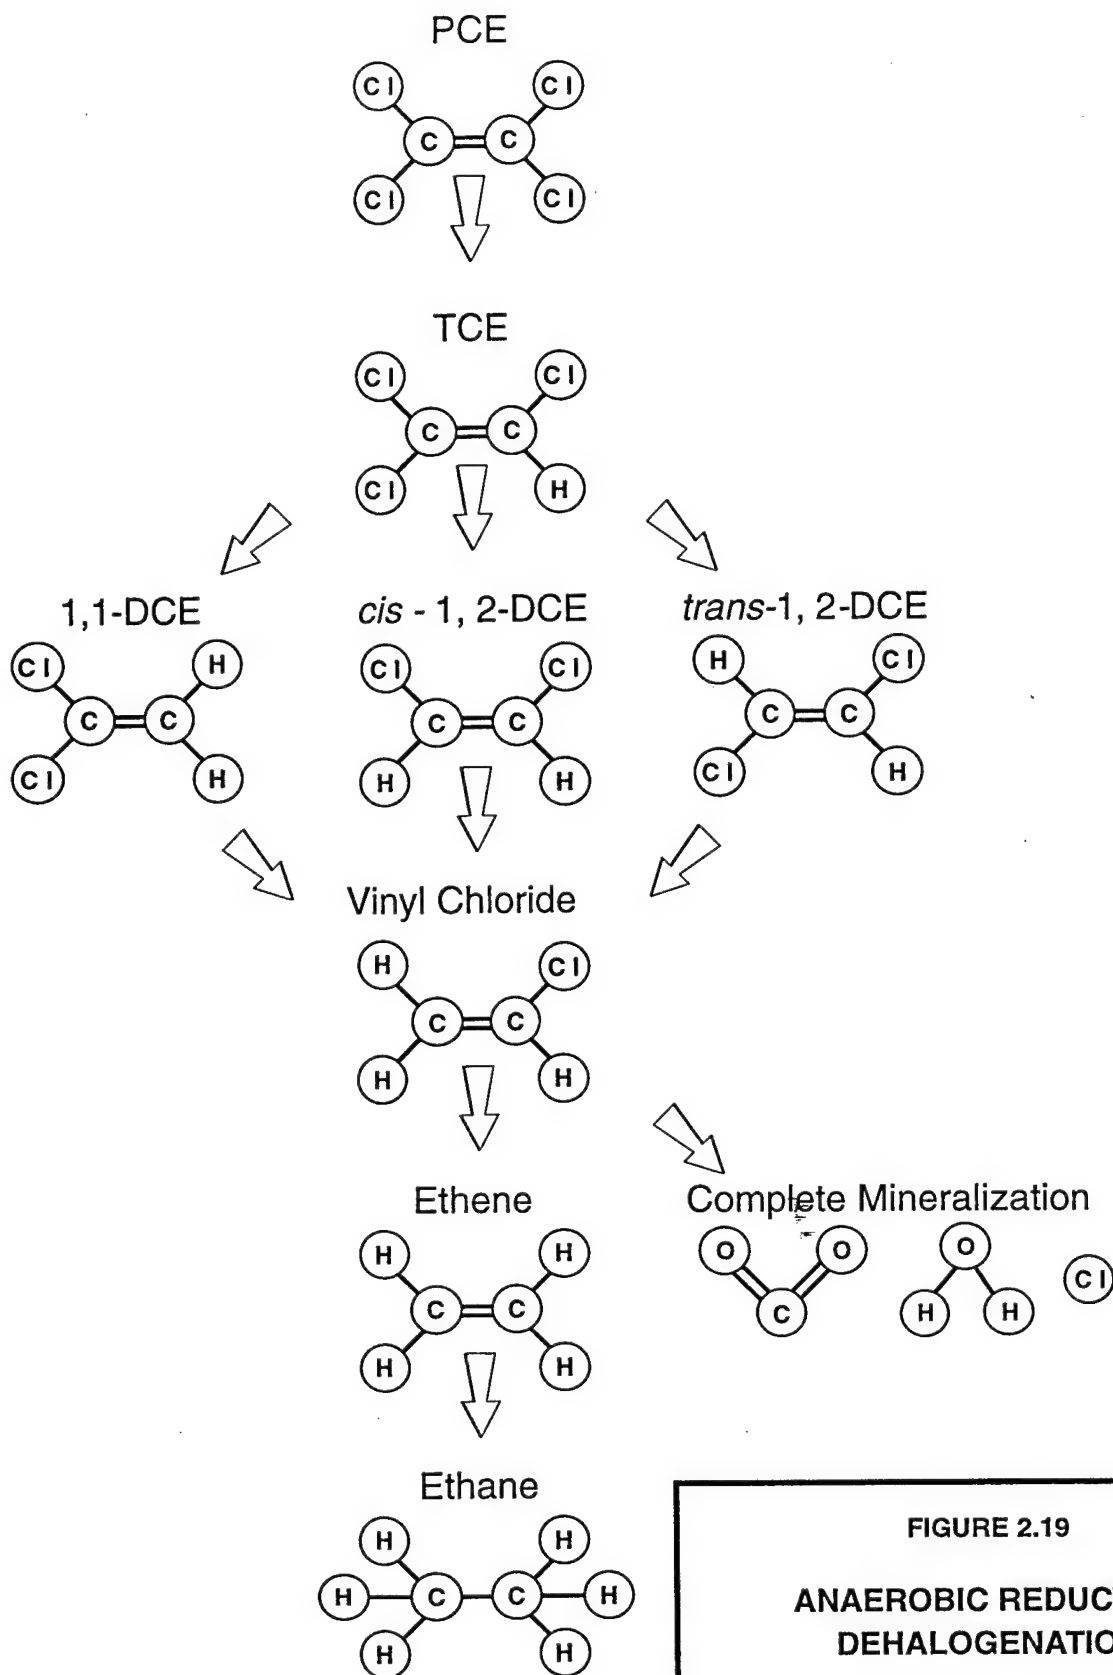 PCE
Cl Cl
C C
Cl Cl
TCE
Cl Cl
C C
Cl H
1,1-DCE cis - 1, 2-DCE trans-1, 2-DCE
Cl H Cl Cl H Cl
C C C C C C
Cl H H H Cl H
Vinyl Chloride
H Cl
C C
H H
Ethene Complete Mineralization
H H O O O
C C C H H Cl
H H
Ethane
H H
H C C H
H H
FIGURE 2.19
ANAEROBIC REDUC
DEHALOGENATIO